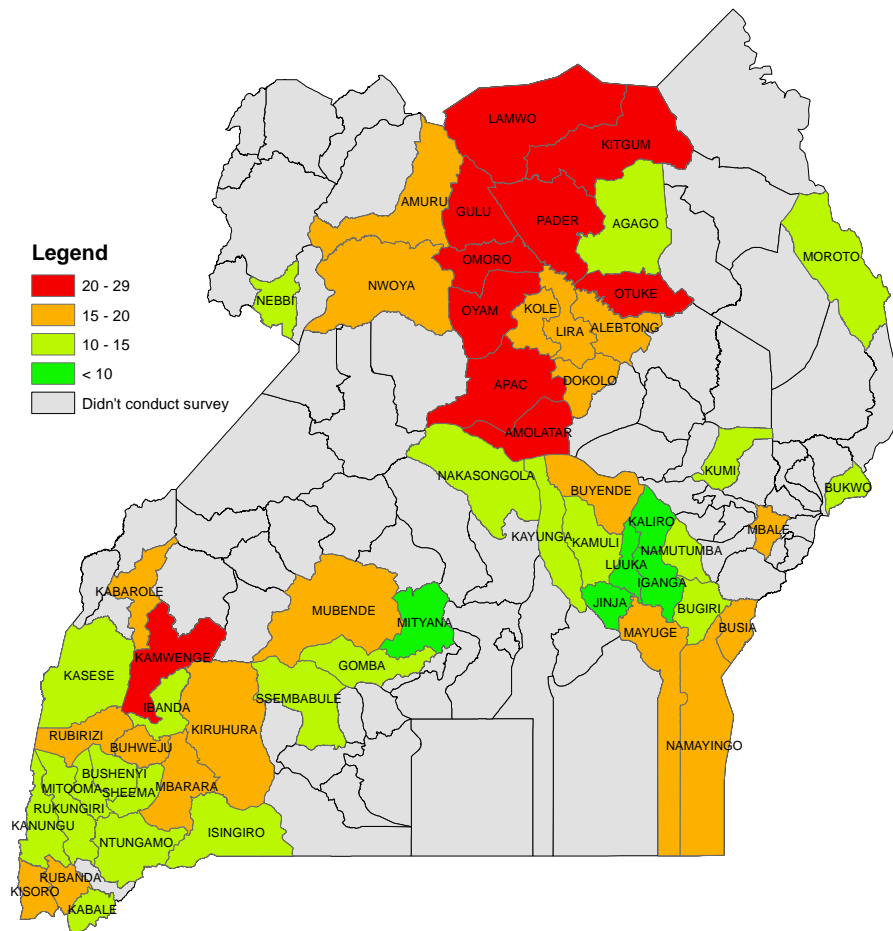 LAMWO
KITGUM
AMURU
GULU
PADER
AGAGO
MOROTO
Legend
20 - 29
15 - 20
10 - 15
< 10
Didn't conduct survey
OMORO
NWOYA
NEBBI
OTUKE
OYAM
KOLE
LIRA
ALEBTONG
APAC
DOKOLO
AMOLATAR
NAKASONGOLA
KUMI
BUYENDE
BUKWO
KALIRO
MBALE
KAYUNGA
KAMULI
NAMUTUMBA
LUUKA
IGANGA
KABAROLE
MUBENDE
MITYANA
JINJA
BUGIRI
MAYUGE
BUSIA
KAMWENGE
GOMBA
KASESE
SSEMBABULE
IBANDA
KIRUHURA
RUBIRIZI
BUHWEJU
NAMAYINGO
BUSHENYI
MITOOMA
SHEEMA
MBARARA
RUKUNGIRI
KANUNGU
ISINGIRO
NTUNGAMO
RUBANDA
KISORO
KABALE